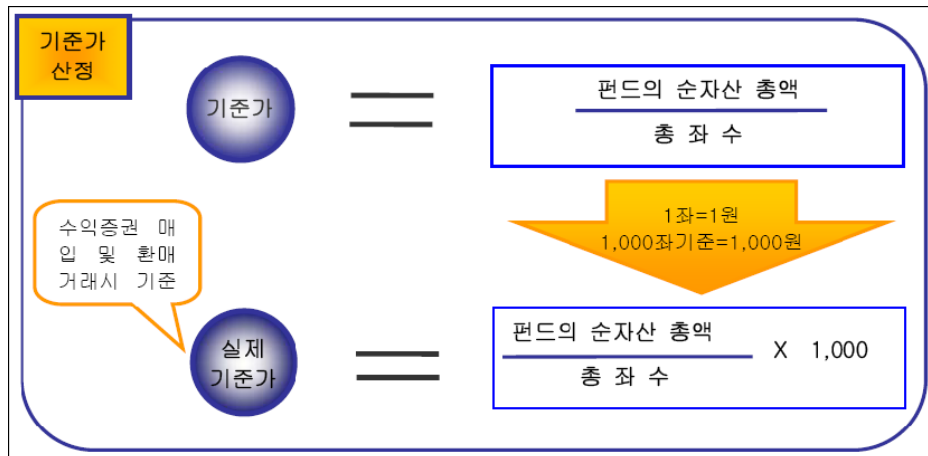 기준가
산정
기준가
펀드의 순자산 총액
총 좌 수
1좌=1원
1,000좌기준=1,000원
수익증권 매
입 및 환매
거래시 기준
실제
기준가
펀드의 순자산 총액
총 좌 수
X 1,000